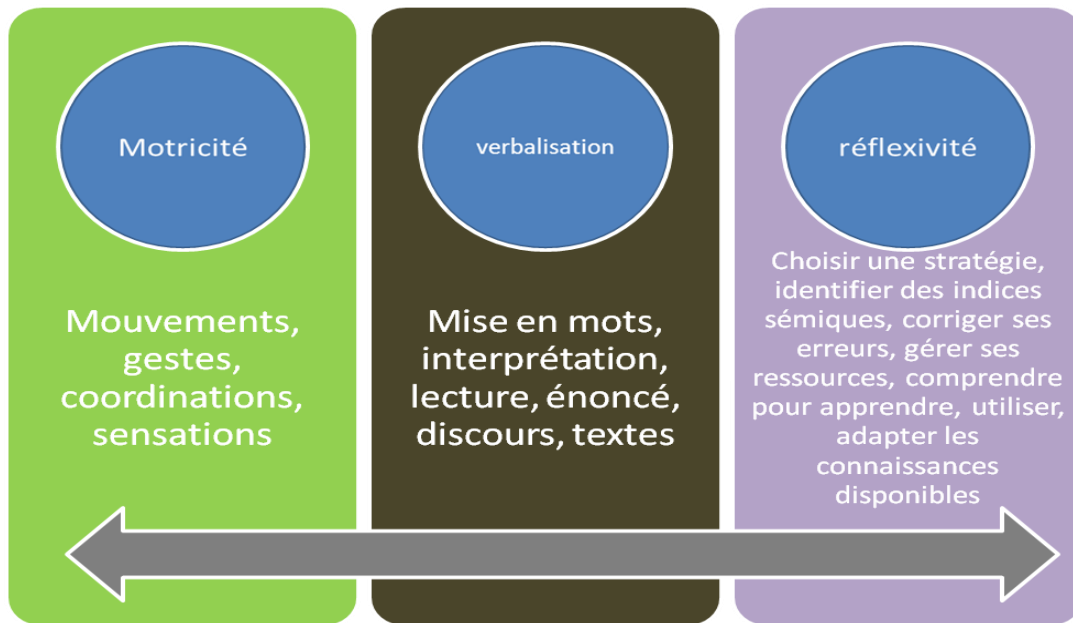 Motricité
Mouvements,
gestes,
coordinations,
sensations
verbalisation
Mise en mots,
interprétation,
lecture, énoncé,
discours, textes
réflexivité
Choisir une stratégie,
identifier des indices
sémiques, corriger ses
erreurs, gérer ses
ressources, comprendre
pour apprendre, utiliser,
adapter les
connaissances
disponibles